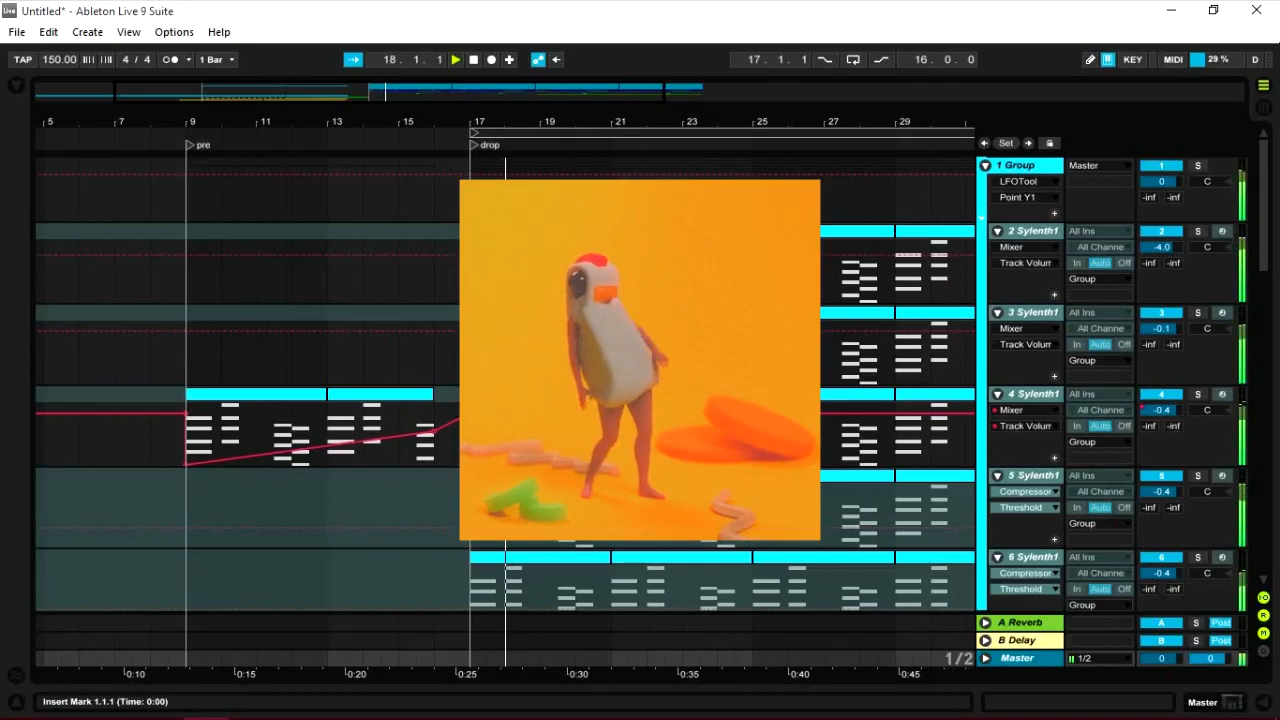 Live Untitled* - Ableton Live 9 Suite
File Edit Create View Options Help
TAP 150.00 4 / 4 1 Bar 18. 1. 1 17. 1. 1 16. 0. 0 KEY MIDI 29 % D
5 7 9 11 13 15 17 19 21 23 25 27 29
Set
pre drop
1 Group Master 1 S
LFOTool 0 C
Point Y1 -inf -inf
2 Sylenth1 All Ins 2 S
Mixer All Channe -4.0 C
Track Volum In Auto Off -inf -inf
Group
3 Sylenth1 All Ins 3 S
Mixer All Channe -0.1 C
Track Volum In Auto Off -inf -inf
Group
4 Sylenth1 All Ins 4 S
Mixer All Channe -0.4 C
Track Volum In Auto Off -inf -inf
Group
5 Sylenth1 All Ins 5 S
Compressor All Channe -0.4 C
Threshold In Auto Off -inf -inf
Group
6 Sylenth1 All Ins 6 S
Compressor All Channe -0.4 C
Threshold In Auto Off -inf -inf
Group
A Reverb A S Post
B Delay B S Post
1/2 Master 1/2 0 0
0:10 0:15 0:20 0:25 0:30 0:35 0:40 0:45
Insert Mark 1.1.1 (Time: 0:00) Master